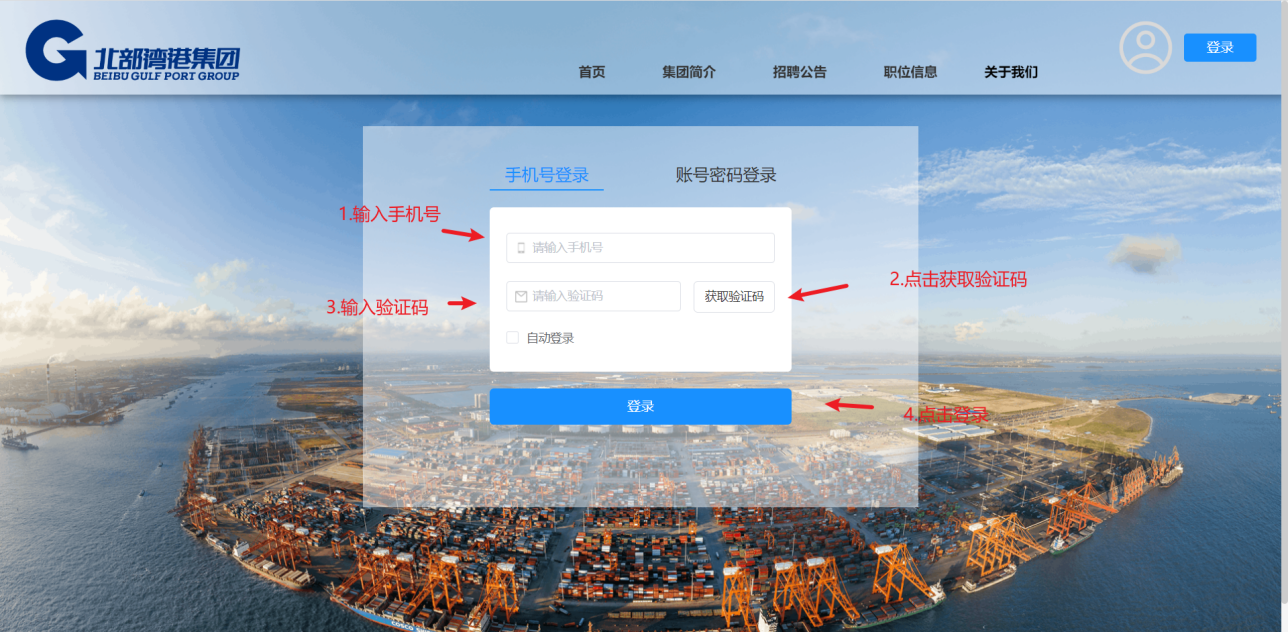 北部湾港集团
BEIBU GULF PORT GROUP
首页
集团简介
招聘公告
职位信息
关于我们
登录
手机号登录
账号密码登录
1.输入手机号
请输入手机号
2.点击获取验证码
3.输入验证码
请输入验证码
获取验证码
自动登录
登录
4.点击登录